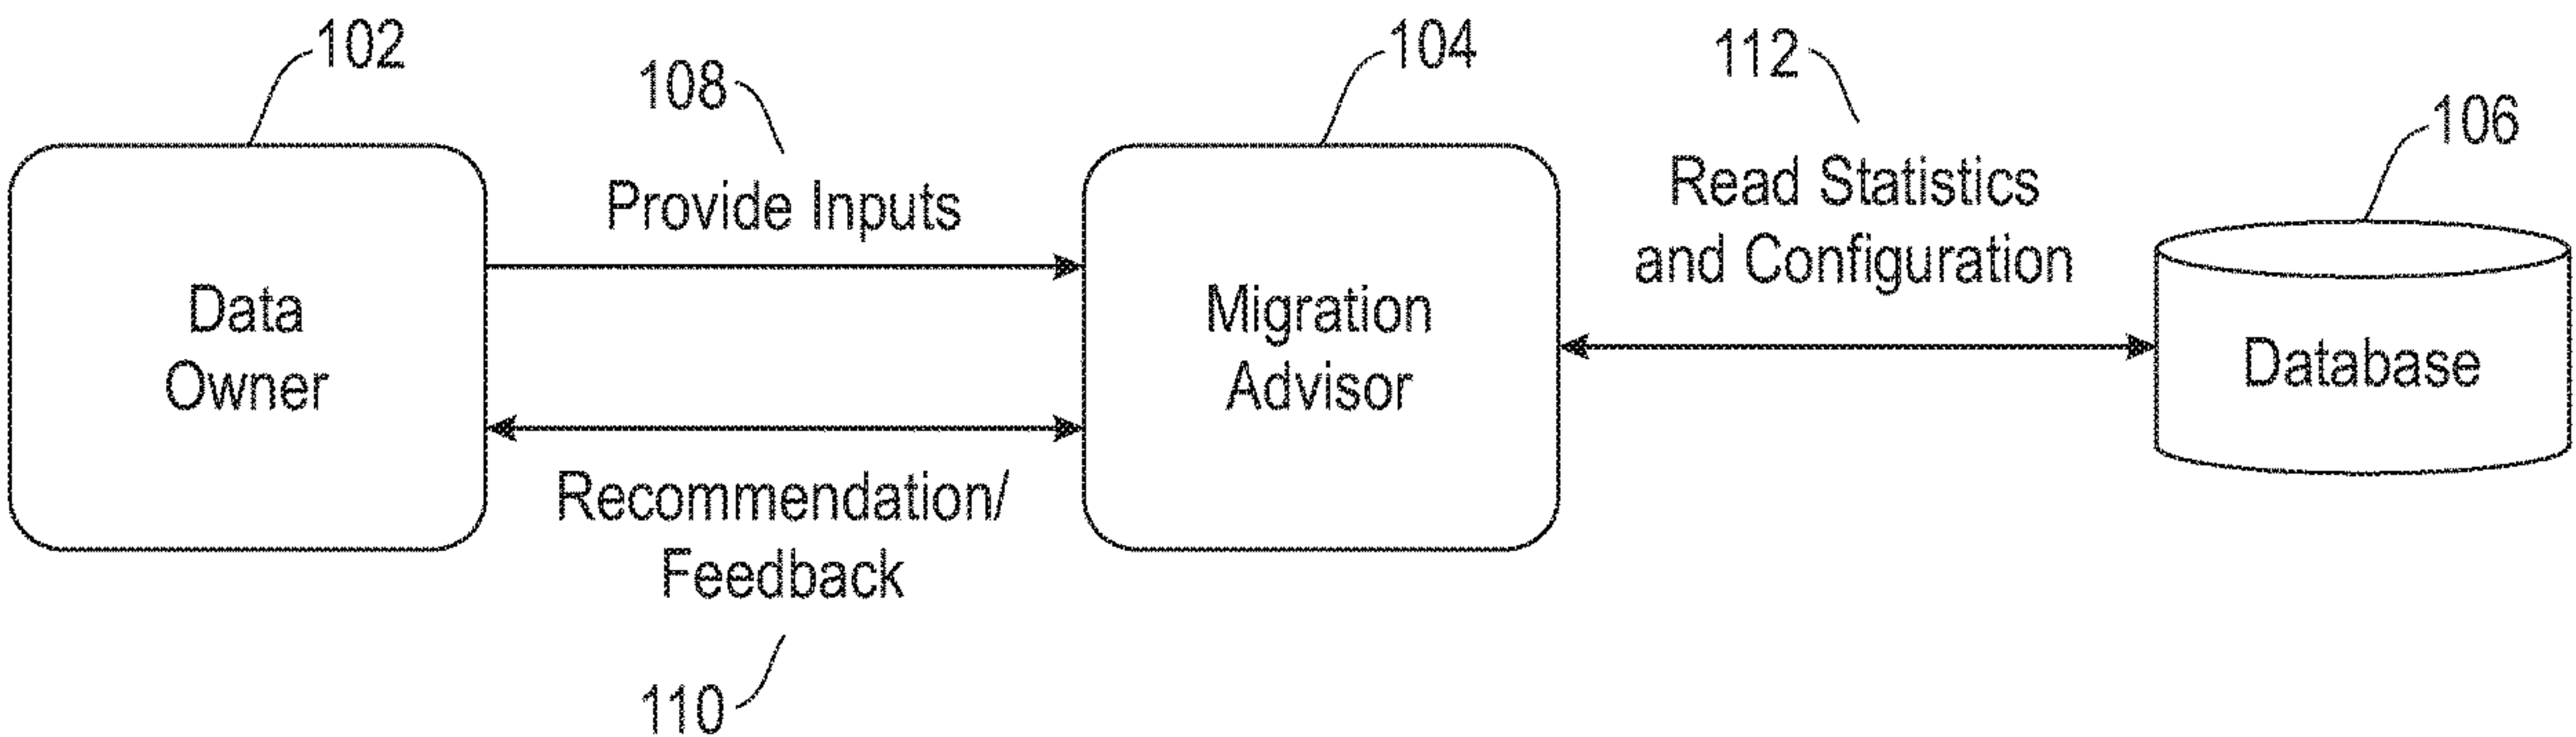 102
108
104
112
106
Provide Inputs
Read Statistics
and Configuration
Data
Owner
Migration
Advisor
Database
Recommendation/
Feedback
110